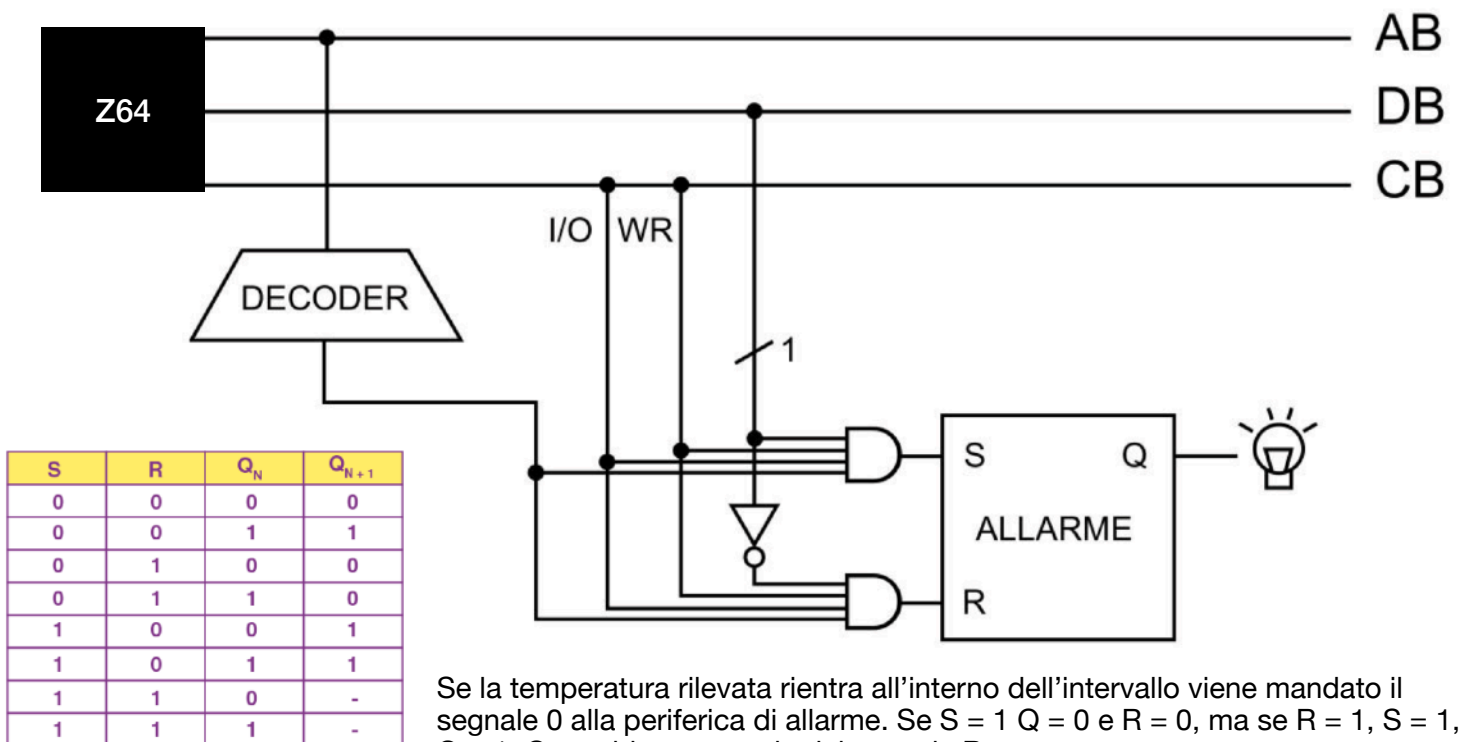 AB
Z64
DB
CB
I/O WR
DECODER
1
S Q
ALLARME
R
S R Q_N Q_{N+1}
0 0 0 0
0 0 1 1
0 1 0 0
0 1 1 0
1 0 0 1
1 0 1 1
1 1 0 -
1 1 1 -
Se la temperatura rilevata rientra all’interno dell’intervallo viene mandato il
segnale 0 alla periferica di allarme. Se S = 1 Q = 0 e R = 0, ma se R = 1, S = 1,